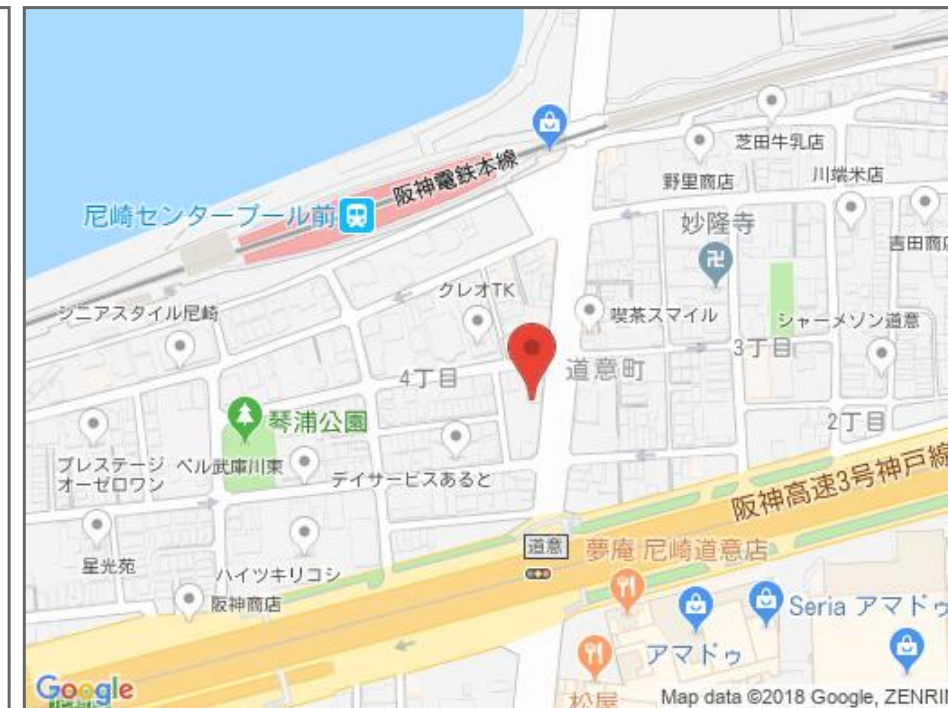 芝田牛乳店
阪神電鉄本線
野里商店
川端米店
尼崎センタープール前
妙隆寺
吉田商店
クレオTK
シニアスタイル尼崎
喫茶スマイル
シャーメゾン道意
3丁目
道意町
4丁目
琴浦公園
2丁目
プレステージ
オーゼロワン
ベル武庫川東
デイサービスあると
阪神高速3号神戸線
道意
夢庵 尼崎道意店
星光苑
ハイツキリコシ
阪神商店
Seria アマドゥ
アマドゥ
松屋
Google
Map data ©2018 Google, ZENRIN